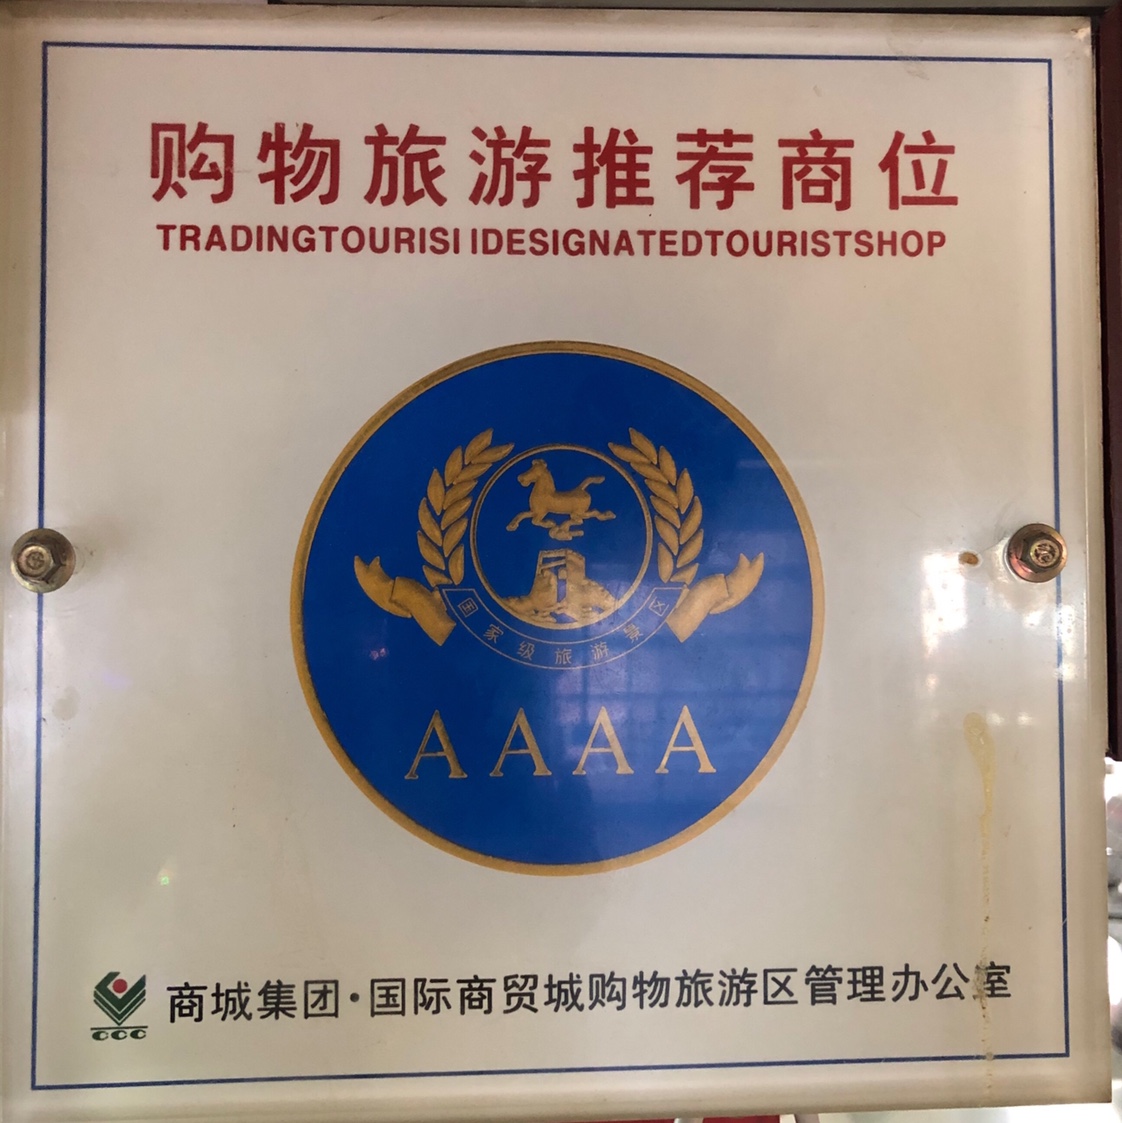 购物旅游推荐商位
TRADINGTOURISI IDESIGNATEDTOURISTSHOP
国家级旅游景区
AAAA
CCC
商城集团·国际商贸城购物旅游区管理办公室